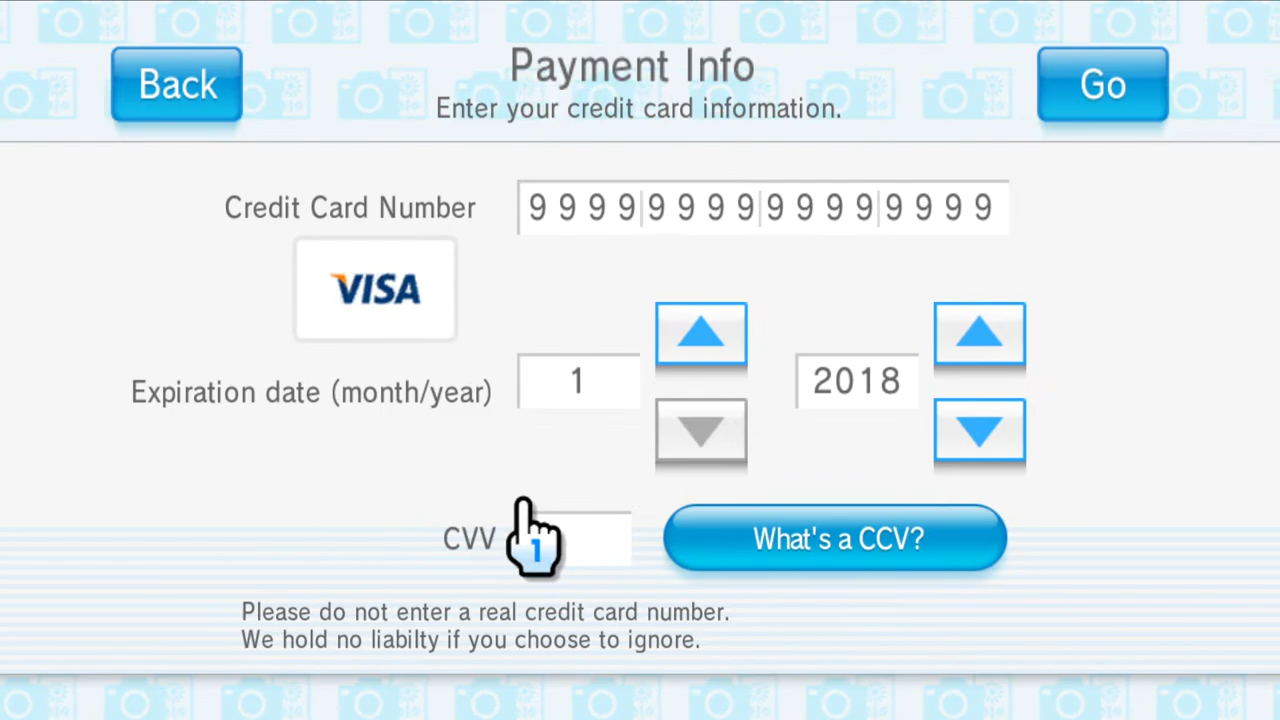 Back
Payment Info
Go
Enter your credit card information.
Credit Card Number
9999 9999 9999 9999
VISA
Expiration date (month/year)
1
2018
CVV
1
What's a CCV?
Please do not enter a real credit card number.
We hold no liabilty if you choose to ignore.